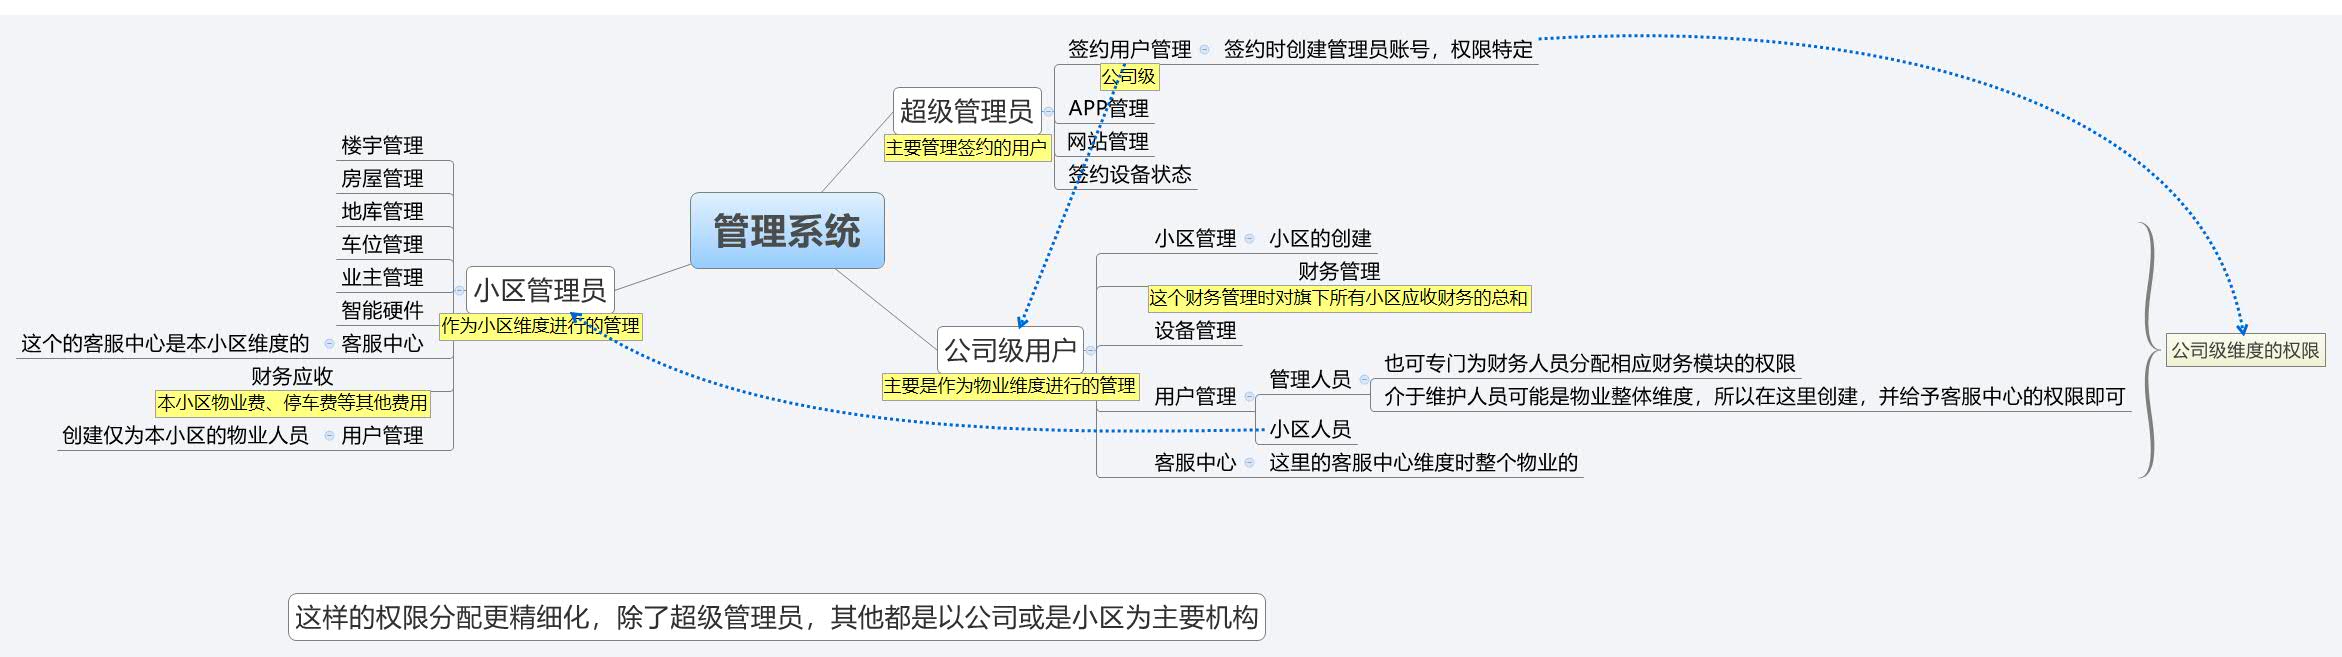 管理系统
超级管理员
主要管理签约的用户
签约用户管理
公司级
签约时创建管理员账号，权限特定
APP管理
网站管理
签约设备状态
公司级用户
主要是作为物业维度进行的管理
小区管理
小区的创建
财务管理
这个财务管理时对旗下所有小区应收财务的总和
设备管理
用户管理
管理人员
也可专门为财务人员分配相应财务模块的权限
介于维护人员可能是物业整体维度，所以在这里创建，并给予客服中心的权限即可
小区人员
客服中心
这里的客服中心维度时整个物业的
公司级维度的权限
小区管理员
作为小区维度进行的管理
楼宇管理
房屋管理
地库管理
车位管理
业主管理
智能硬件
客服中心
这个的客服中心是本小区维度的
财务应收
本小区物业费、停车费等其他费用
用户管理
创建仅为本小区的物业人员
这样的权限分配更精细化，除了超级管理员，其他都是以公司或是小区为主要机构